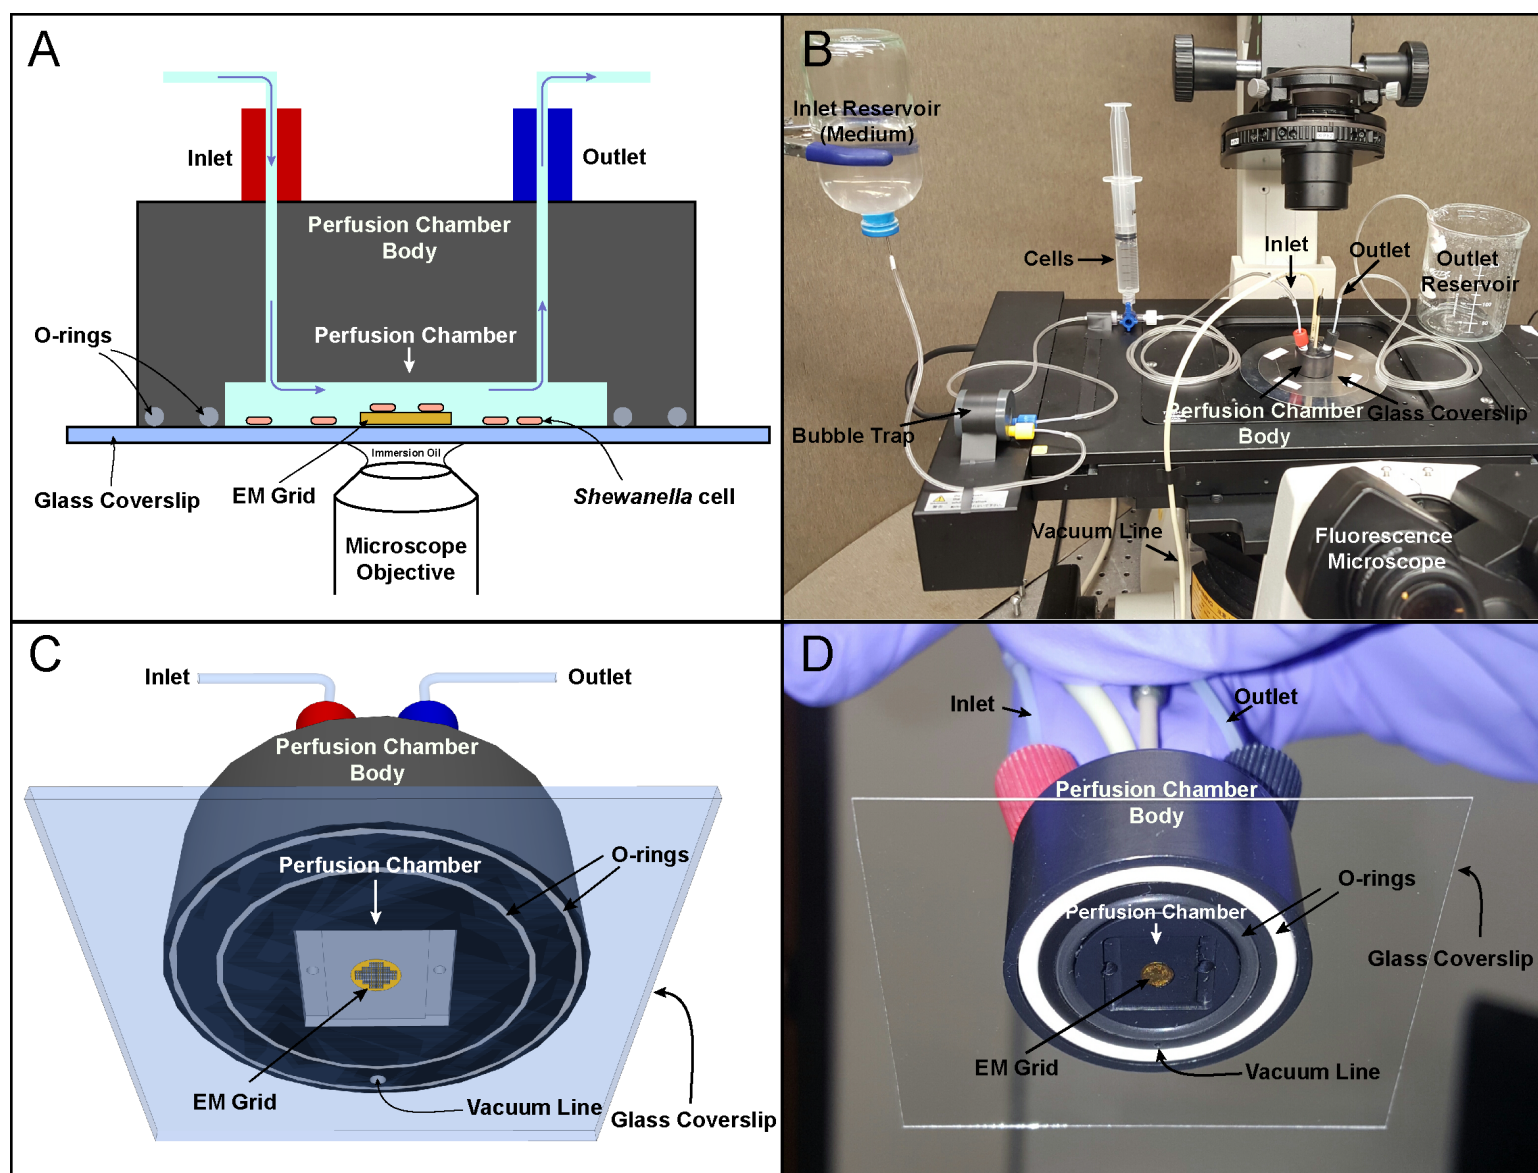 A
Inlet
Outlet
Perfusion Chamber
Body
O-rings
Perfusion Chamber
Immersion Oil
Glass Coverslip
EM Grid
Shewanella cell
Microscope
Objective
B
Inlet Reservoir
(Medium)
Cells
Inlet
Outlet
Outlet
Reservoir
Perfusion Chamber
Body
Glass Coverslip
Bubble Trap
Vacuum Line
Fluorescence
Microscope
C
Inlet
Outlet
Perfusion Chamber
Body
O-rings
Perfusion Chamber
EM Grid
Vacuum Line
Glass Coverslip
D
Inlet
Outlet
Perfusion Chamber
Body
O-rings
Perfusion Chamber
Glass Coverslip
EM Grid
Vacuum Line